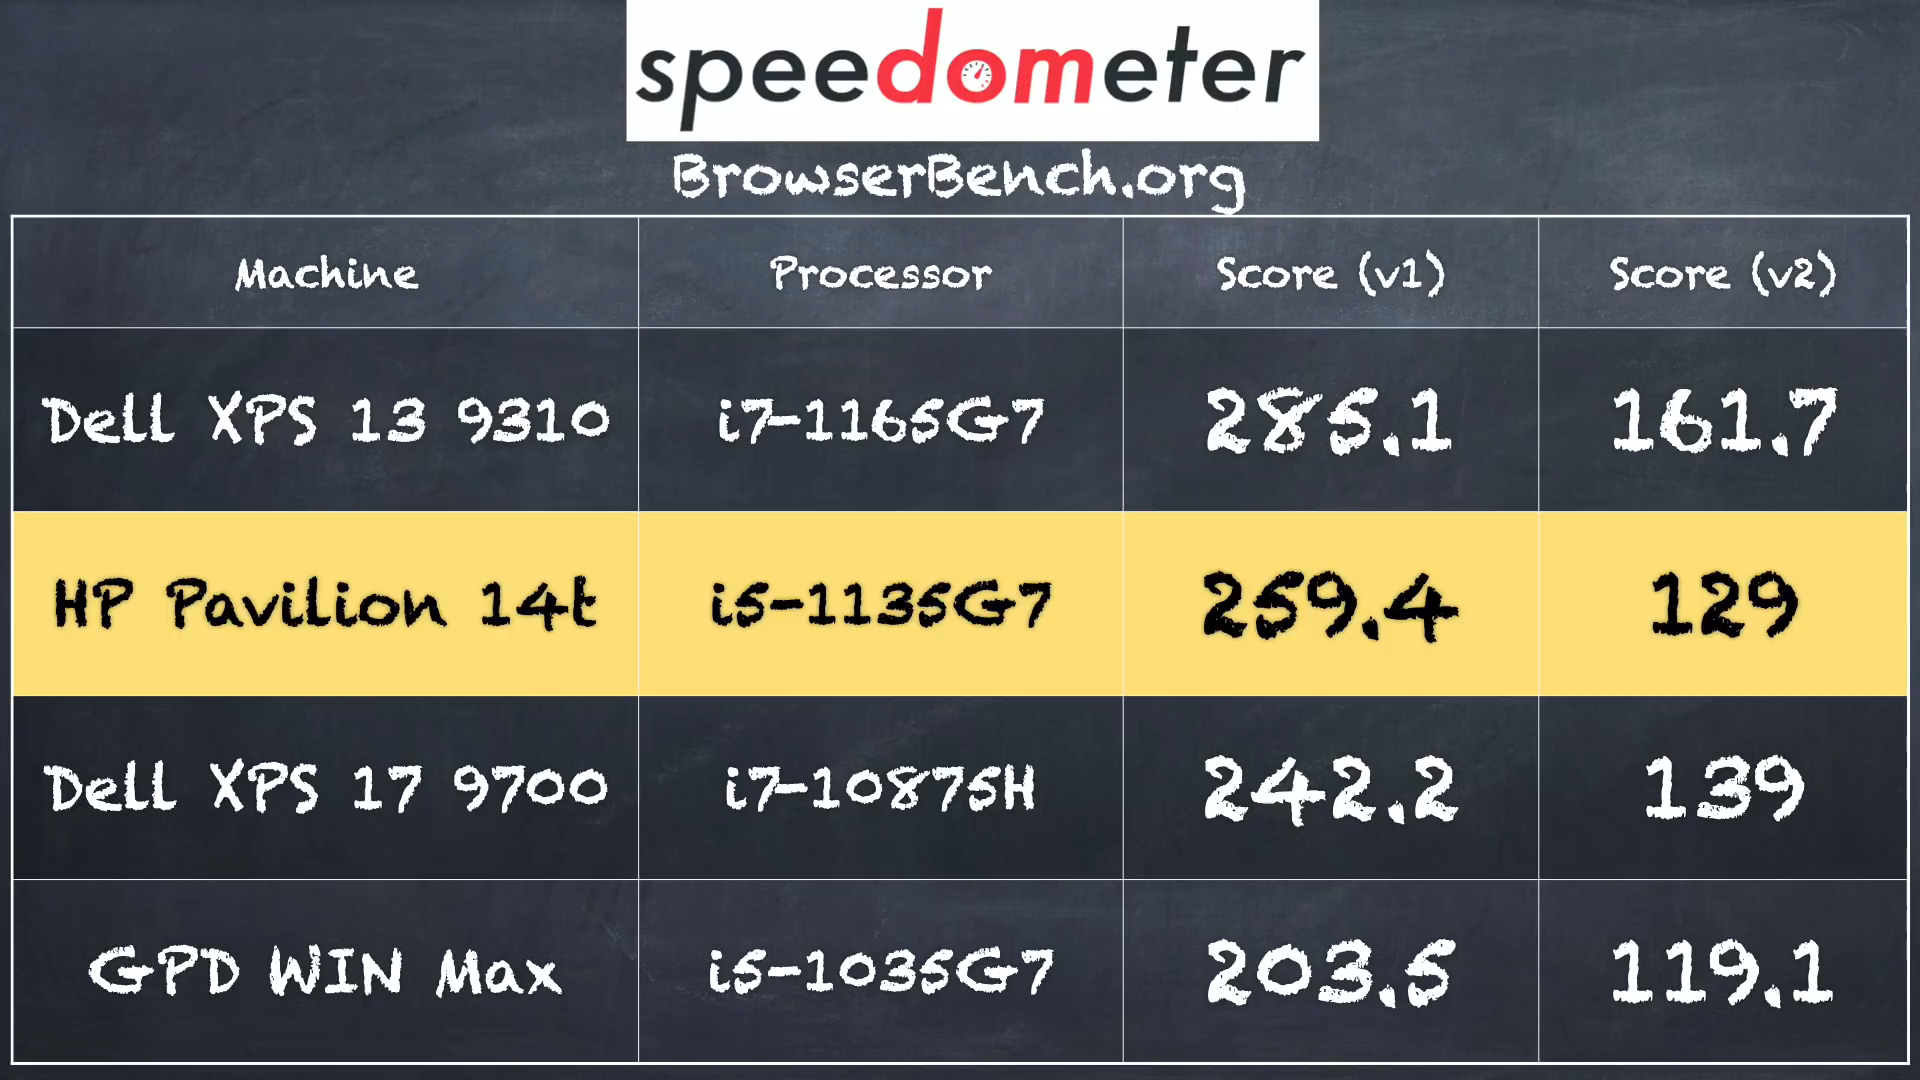 speedometer
BrowserBench.org
Machine Processor Score (v1) Score (v2)
Dell XPS 13 9310 i7-1165G7 285.1 161.7
HP Pavilion 14t i5-1135G7 259.4 129
Dell XPS 17 9700 i7-10875H 242.2 139
GPD WIN Max i5-1035G7 203.5 119.1